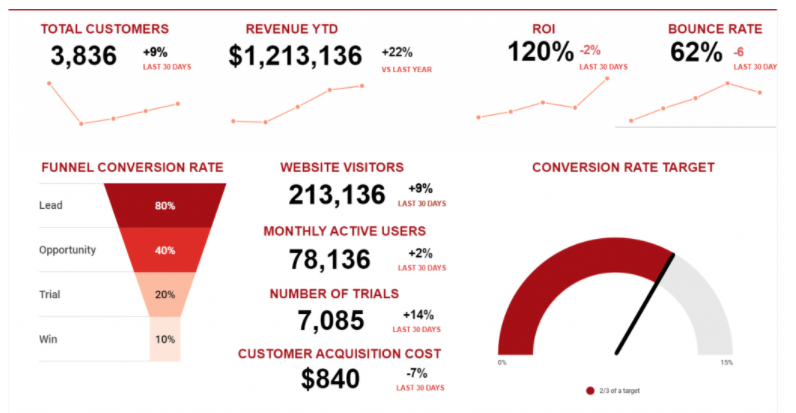 TOTAL CUSTOMERS
3,836
+9%
LAST 30 DAYS
REVENUE YTD
$1,213,136
+22%
VS LAST YEAR
ROI
120%
-2%
LAST 30 DAYS
BOUNCE RATE
62%
-6
LAST 30 DAY
FUNNEL CONVERSION RATE
Lead
80%
Opportunity
40%
Trial
20%
Win
10%
WEBSITE VISITORS
213,136
+9%
LAST 30 DAYS
MONTHLY ACTIVE USERS
78,136
+2%
LAST 30 DAYS
NUMBER OF TRIALS
7,085
+14%
LAST 30 DAYS
CUSTOMER ACQUISITION COST
$840
-7%
LAST 30 DAYS
CONVERSION RATE TARGET
0%
15%
2/3 of a target